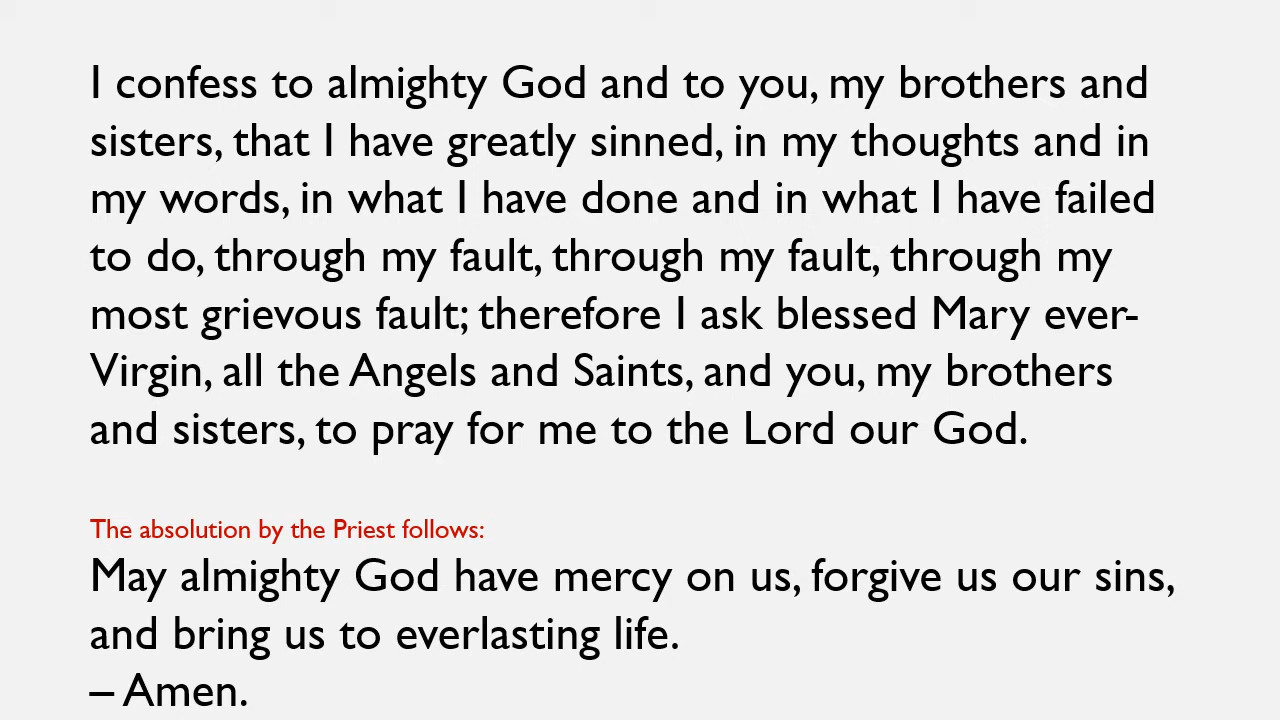 I confess to almighty God and to you, my brothers and
sisters, that I have greatly sinned, in my thoughts and in
my words, in what I have done and in what I have failed
to do, through my fault, through my fault, through my
most grievous fault; therefore I ask blessed Mary ever-
Virgin, all the Angels and Saints, and you, my brothers
and sisters, to pray for me to the Lord our God.
The absolution by the Priest follows:
May almighty God have mercy on us, forgive us our sins,
and bring us to everlasting life.
– Amen.